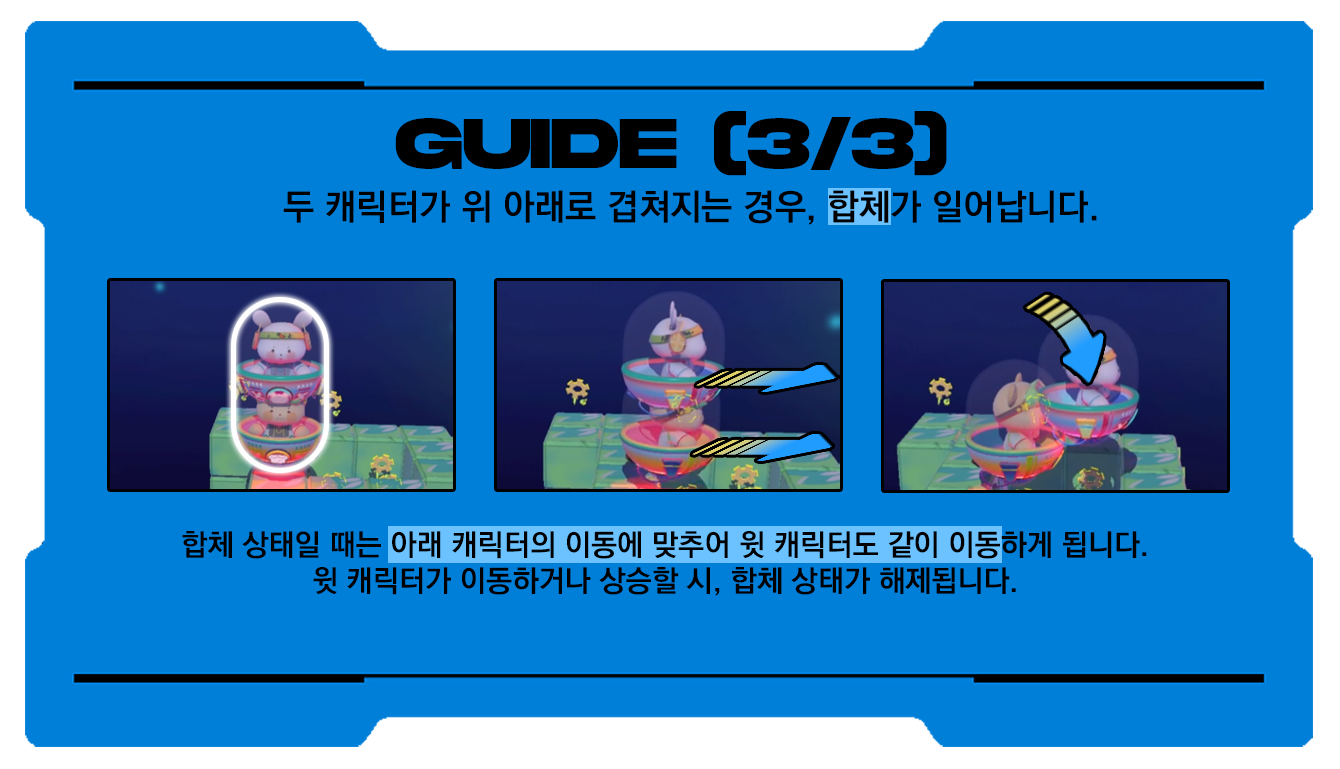 GUIDE (3/3)
두 캐릭터가 위 아래로 겹쳐지는 경우, 합체가 일어납니다.
합체 상태일 때는 아래 캐릭터의 이동에 맞추어 윗 캐릭터도 같이 이동하게 됩니다.
윗 캐릭터가 이동하거나 상승할 시, 합체 상태가 해제됩니다.